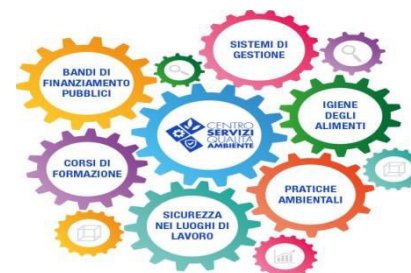 SISTEMI DI
GESTIONE
BANDI DI
FINANZIAMENTO
PUBBLICI
IGIENE
DEGLI
ALIMENTI
CENTRO
SERVIZI
QUALITÀ
AMBIENTE
CORSI DI
FORMAZIONE
PRATICHE
AMBIENTALI
SICUREZZA
NEI LUOGHI DI
LAVORO